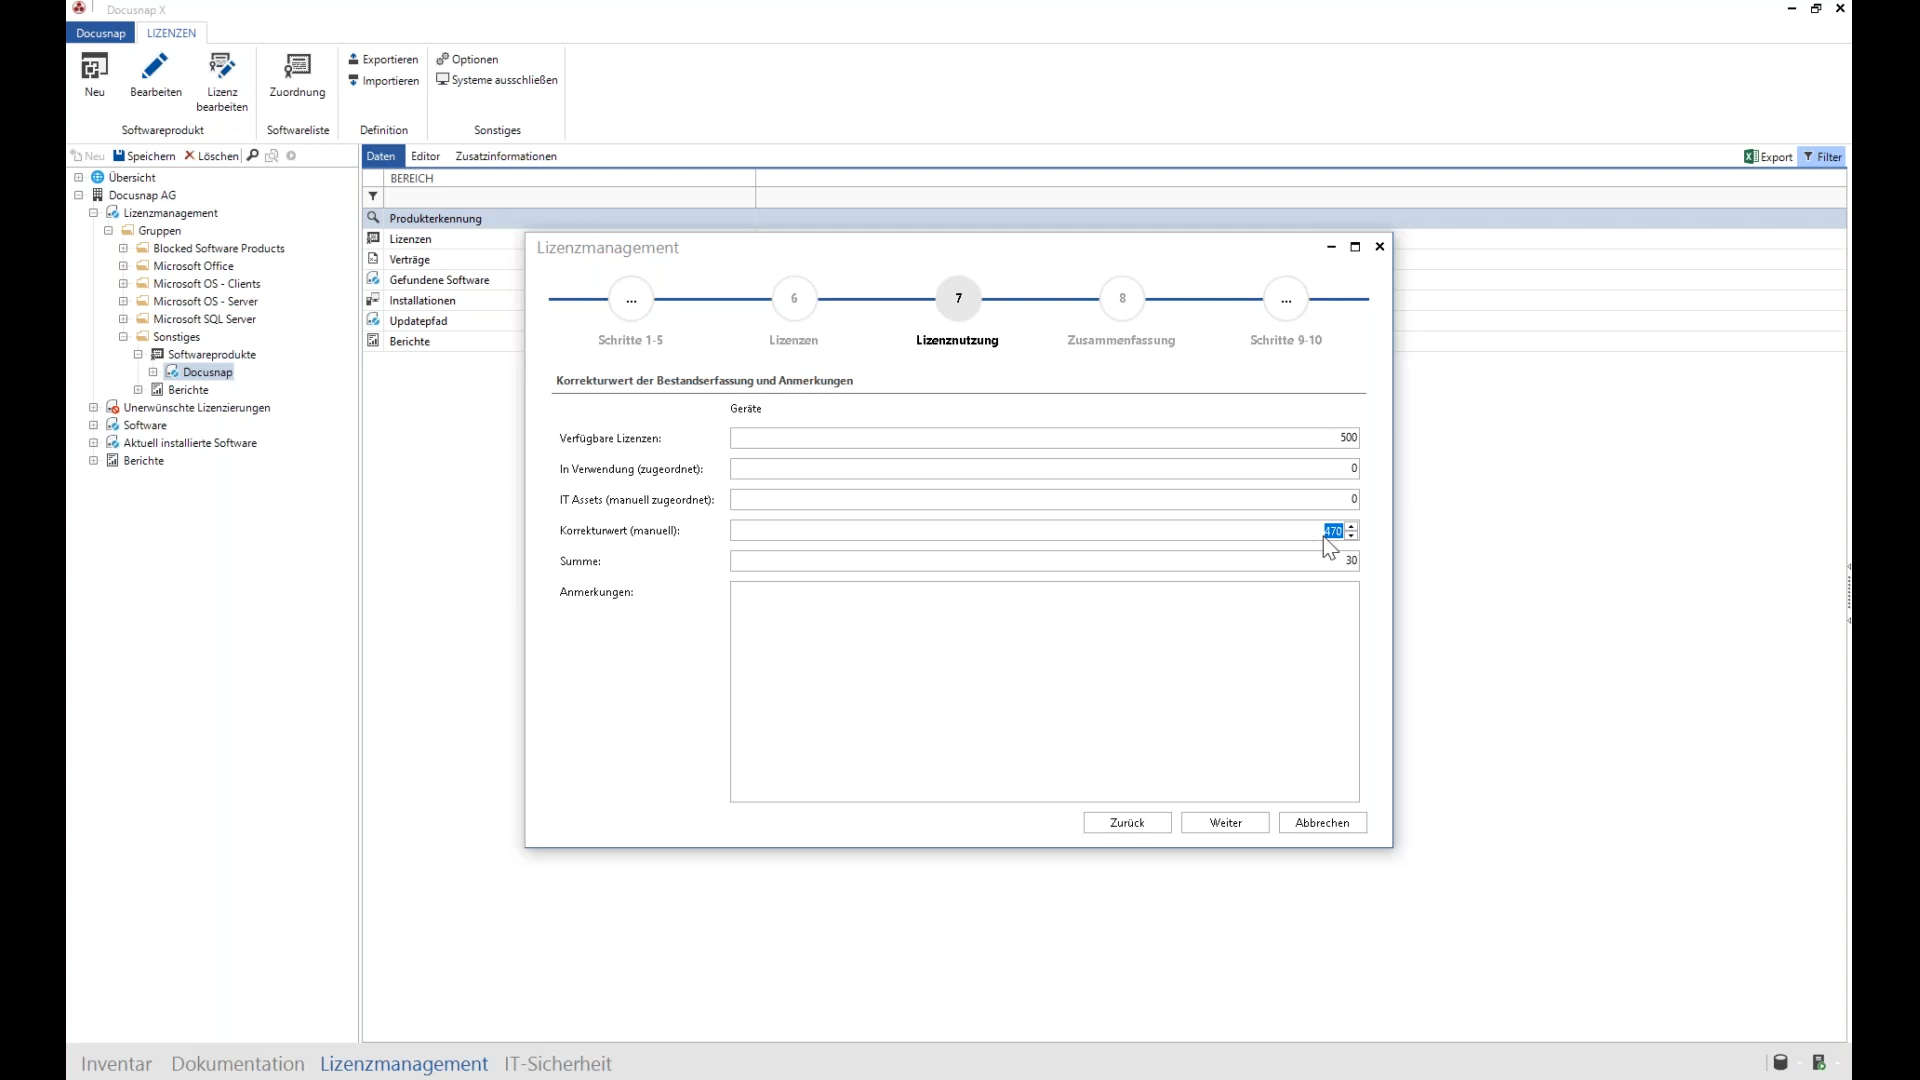 Docusnap X
Docusnap
LIZENZEN
Neu
Bearbeiten
Lizenz
bearbeiten
Softwareprodukt
Zuordnung
Softwareliste
Exportieren
Importieren
Definition
Optionen
Systeme ausschließen
Sonstiges
Neu
Speichern
Löschen
Übersicht
Docusnap AG
Lizenzmanagement
Gruppen
Blocked Software Products
Microsoft Office
Microsoft OS - Clients
Microsoft OS - Server
Microsoft SQL Server
Sonstiges
Softwareprodukte
Docusnap
Berichte
Unerwünschte Lizenzierungen
Software
Aktuell installierte Software
Berichte
Daten
Editor
Zusatzinformationen
Export
Filter
BEREICH
Produkterkennung
Lizenzen
Verträge
Gefundene Software
Installationen
Updatepfad
Berichte
Lizenzmanagement
...
6
7
8
...
Schritte 1-5
Lizenzen
Lizenznutzung
Zusammenfassung
Schritte 9-10
Korrekturwert der Bestandserfassung und Anmerkungen
Geräte
Verfügbare Lizenzen: 500
In Verwendung (zugeordnet): 0
IT Assets (manuell zugeordnet): 0
Korrekturwert (manuell): 470
Summe: 30
Anmerkungen:
Zurück
Weiter
Abbrechen
Inventar
Dokumentation
Lizenzmanagement
IT-Sicherheit